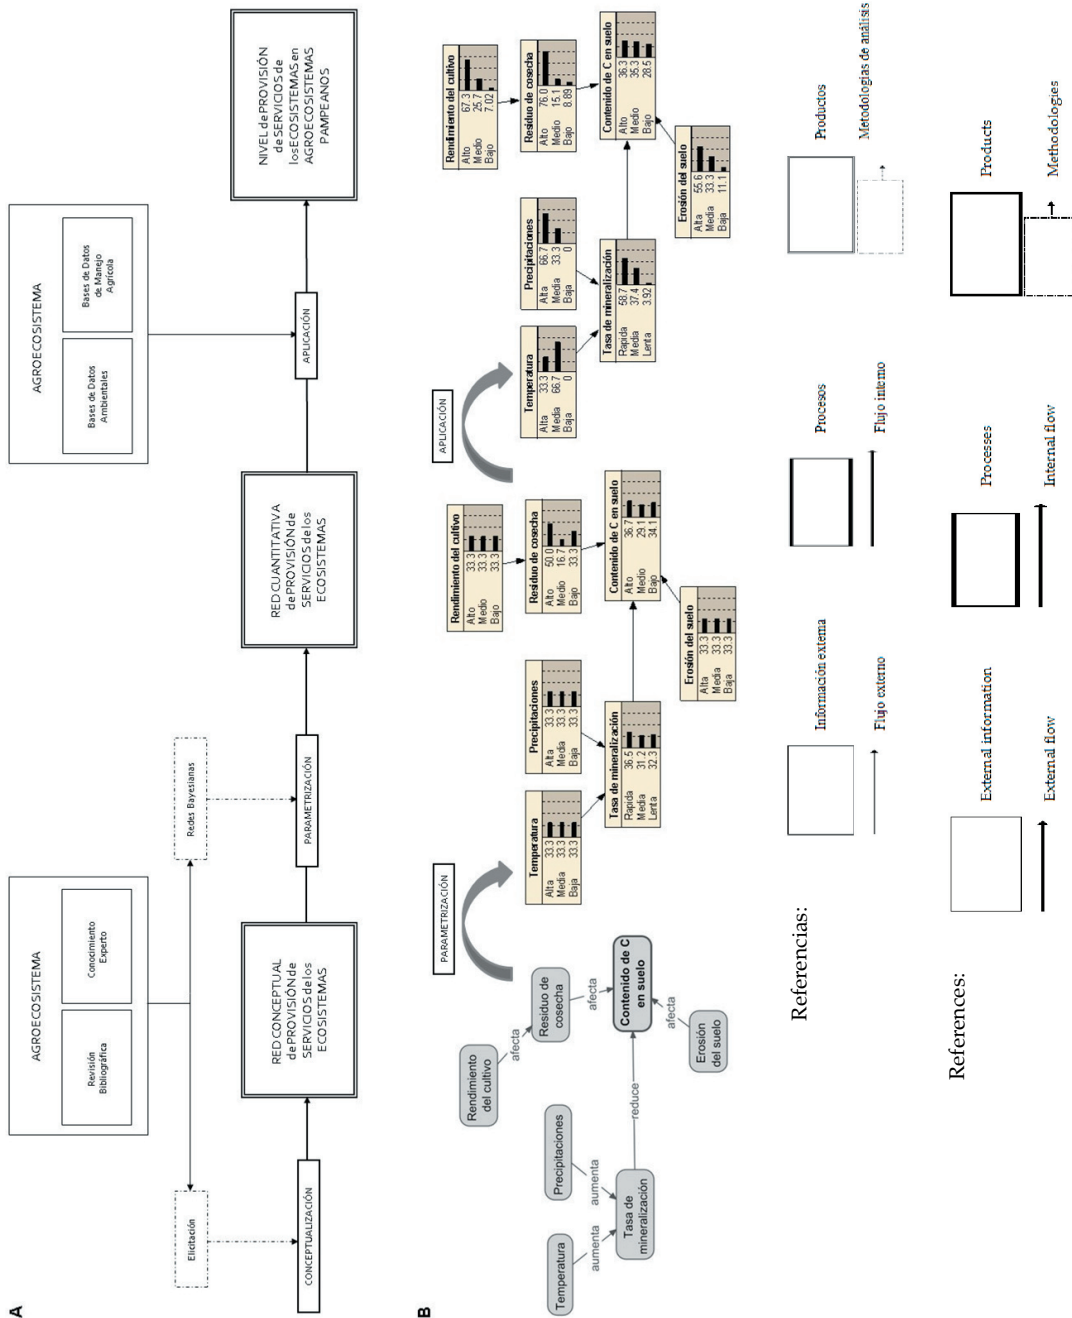 A
AGROECOSISTEMA
Revisión
Bibliográfica
Conocimiento
Experto
AGROECOSISTEMA
Bases de Datos
Ambientales
Bases de Datos
de Manejo
Agrícola
Elicitación
Redes Bayesianas
CONCEPTUALIZACIÓN
RED CONCEPTUAL
de PROVISIÓN de
SERVICIOS de los
ECOSISTEMAS
PARAMETRIZACIÓN
RED CUANTITATIVA
de PROVISIÓN de
SERVICIOS de los
ECOSISTEMAS
APLICACIÓN
NIVEL de PROVISIÓN
de SERVICIOS de
los ECOSISTEMAS en
AGROECOSISTEMAS
PAMPEANOS
B
PARAMETRIZACIÓN
APLICACIÓN
Rendimiento
del cultivo
afecta
Residuo de
cosecha
afecta
Precipitaciones
aumenta
Temperatura
aumenta
Tasa de
mineralización
reduce
Contenido de C
en suelo
afecta
Erosión
del suelo
Rendimiento del cultivo
Alto 33.3
Medio 33.3
Bajo 33.3
Temperatura
Alta 33.3
Media 33.3
Baja 33.3
Precipitaciones
Alta 33.3
Media 33.3
Baja 33.3
Residuo de cosecha
Alto 50.0
Medio 16.7
Bajo 33.3
Tasa de mineralización
Rapida 36.5
Media 31.2
Lenta 32.3
Contenido de C en suelo
Alto 36.7
Medio 29.1
Bajo 34.1
Erosión del suelo
Alta 33.3
Media 33.3
Baja 33.3
Rendimiento del cultivo
Alto 67.3
Medio 25.7
Bajo 7.02
Temperatura
Alta 33.3
Media 66.7
Baja 0
Precipitaciones
Alta 66.7
Media 33.3
Baja 0
Residuo de cosecha
Alto 76.0
Medio 15.1
Bajo 8.89
Tasa de mineralización
Rapida 58.7
Media 37.4
Lenta 3.92
Contenido de C en suelo
Alto 36.3
Medio 35.3
Bajo 28.5
Erosión del suelo
Alta 55.6
Media 33.3
Baja 11.1
Referencias:
Información externa
Procesos
Productos
Flujo externo
Flujo interno
Metodologías de análisis
References:
External information
Processes
Products
External flow
Internal flow
Methodologies